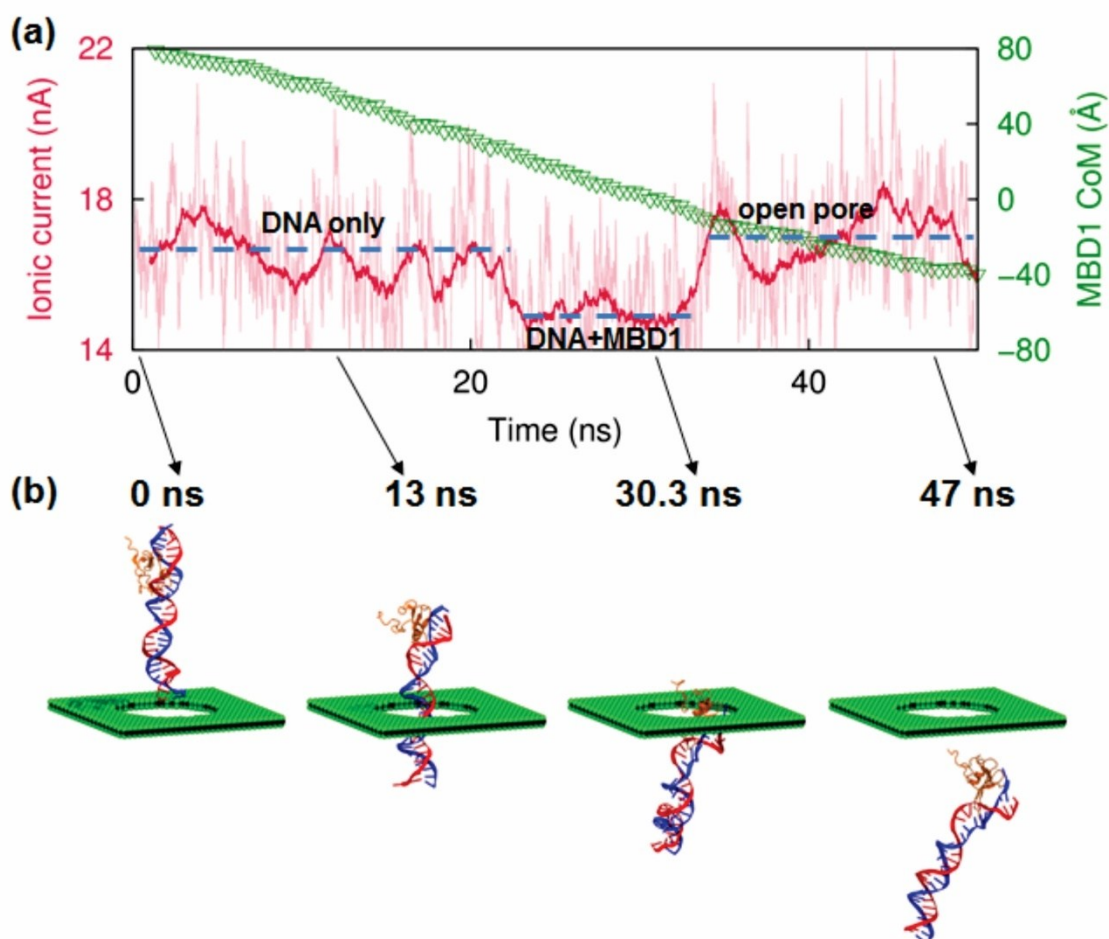 (a)
22
18
14
Ionic current (nA)
80
40
0
−40
−80
MBD1 CoM (Å)
DNA only
open pore
DNA+MBD1
0
20
40
Time (ns)
(b)
0 ns
13 ns
30.3 ns
47 ns